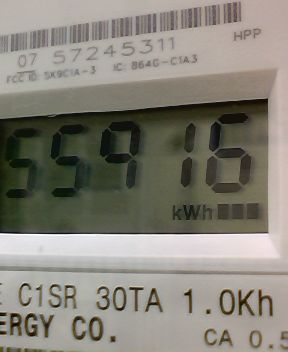 HPP
07 57245311
FCC ID: SX9C1A-3 IC: 864G-C1A3
55916
kWh
E C1SR 30TA 1.0Kh
ERGY CO.
CA 0.5